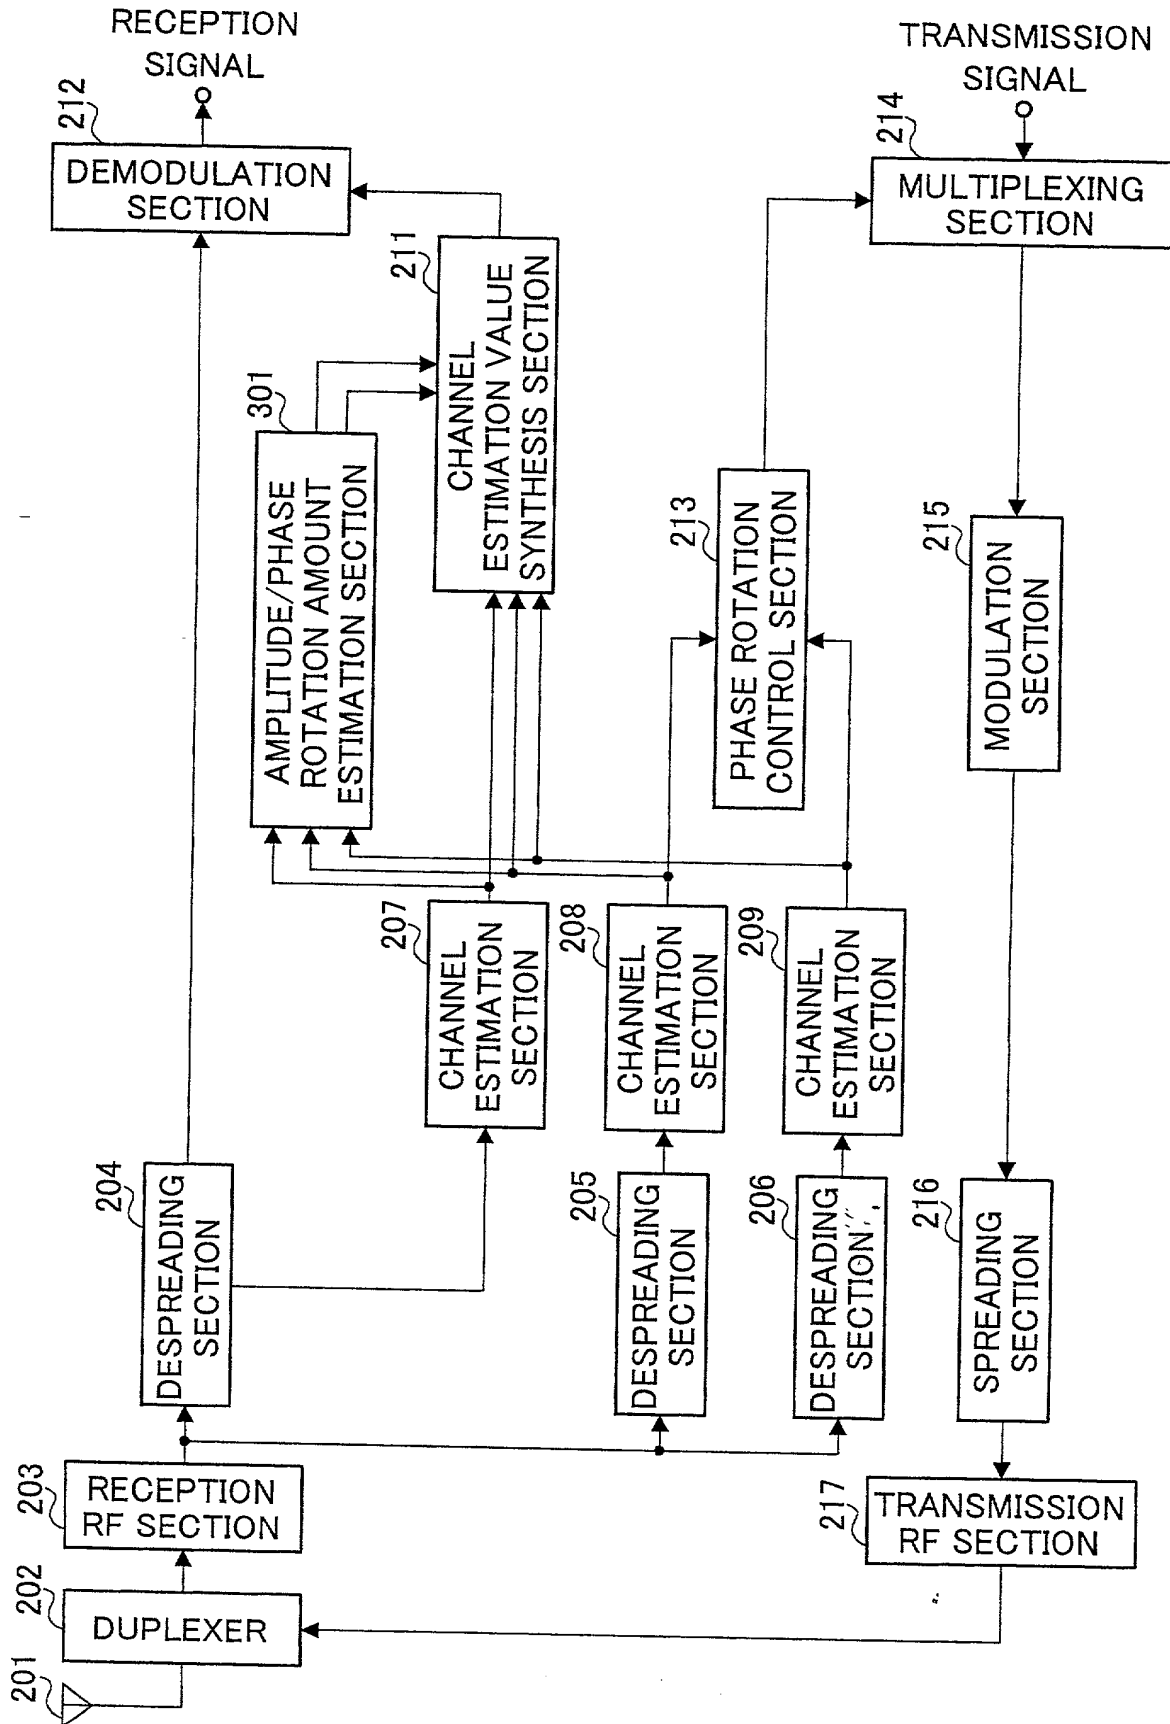 RECEPTION
SIGNAL
TRANSMISSION
SIGNAL
212
DEMODULATION
SECTION
214
MULTIPLEXING
SECTION
211
CHANNEL
ESTIMATION VALUE
SYNTHESIS SECTION
301
AMPLITUDE/PHASE
ROTATION AMOUNT
ESTIMATION SECTION
213
PHASE ROTATION
CONTROL SECTION
215
MODULATION
SECTION
207
CHANNEL
ESTIMATION
SECTION
208
CHANNEL
ESTIMATION
SECTION
209
CHANNEL
ESTIMATION
SECTION
204
DESPREADING
SECTION
205
DESPREADING
SECTION
206
DESPREADING
SECTION
216
SPREADING
SECTION
203
RECEPTION
RF SECTION
217
TRANSMISSION
RF SECTION
202
DUPLEXER
201